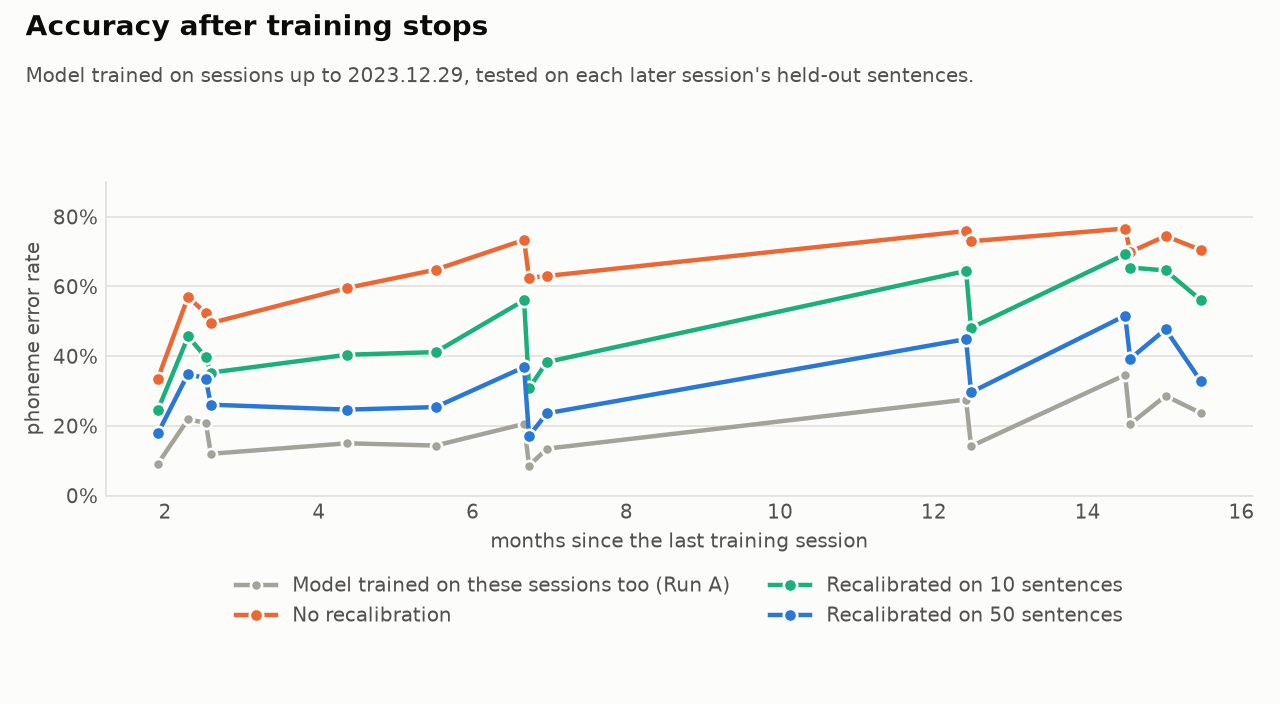 Accuracy after training stops
Model trained on sessions up to 2023.12.29, tested on each later session's held-out sentences.
phoneme error rate
80%
60%
40%
20%
0%
2 4 6 8 10 12 14 16
months since the last training session
Model trained on these sessions too (Run A)
No recalibration
Recalibrated on 10 sentences
Recalibrated on 50 sentences